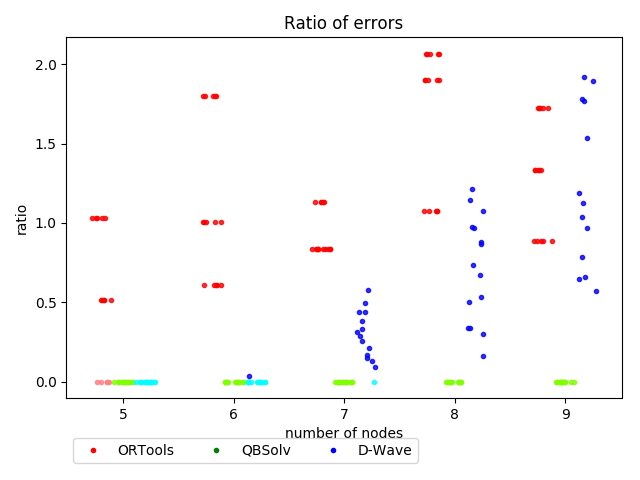 Ratio of errors
2.0
1.5
1.0
0.5
0.0
ratio
5 6 7 8 9
number of nodes
ORTools QBSolv D-Wave